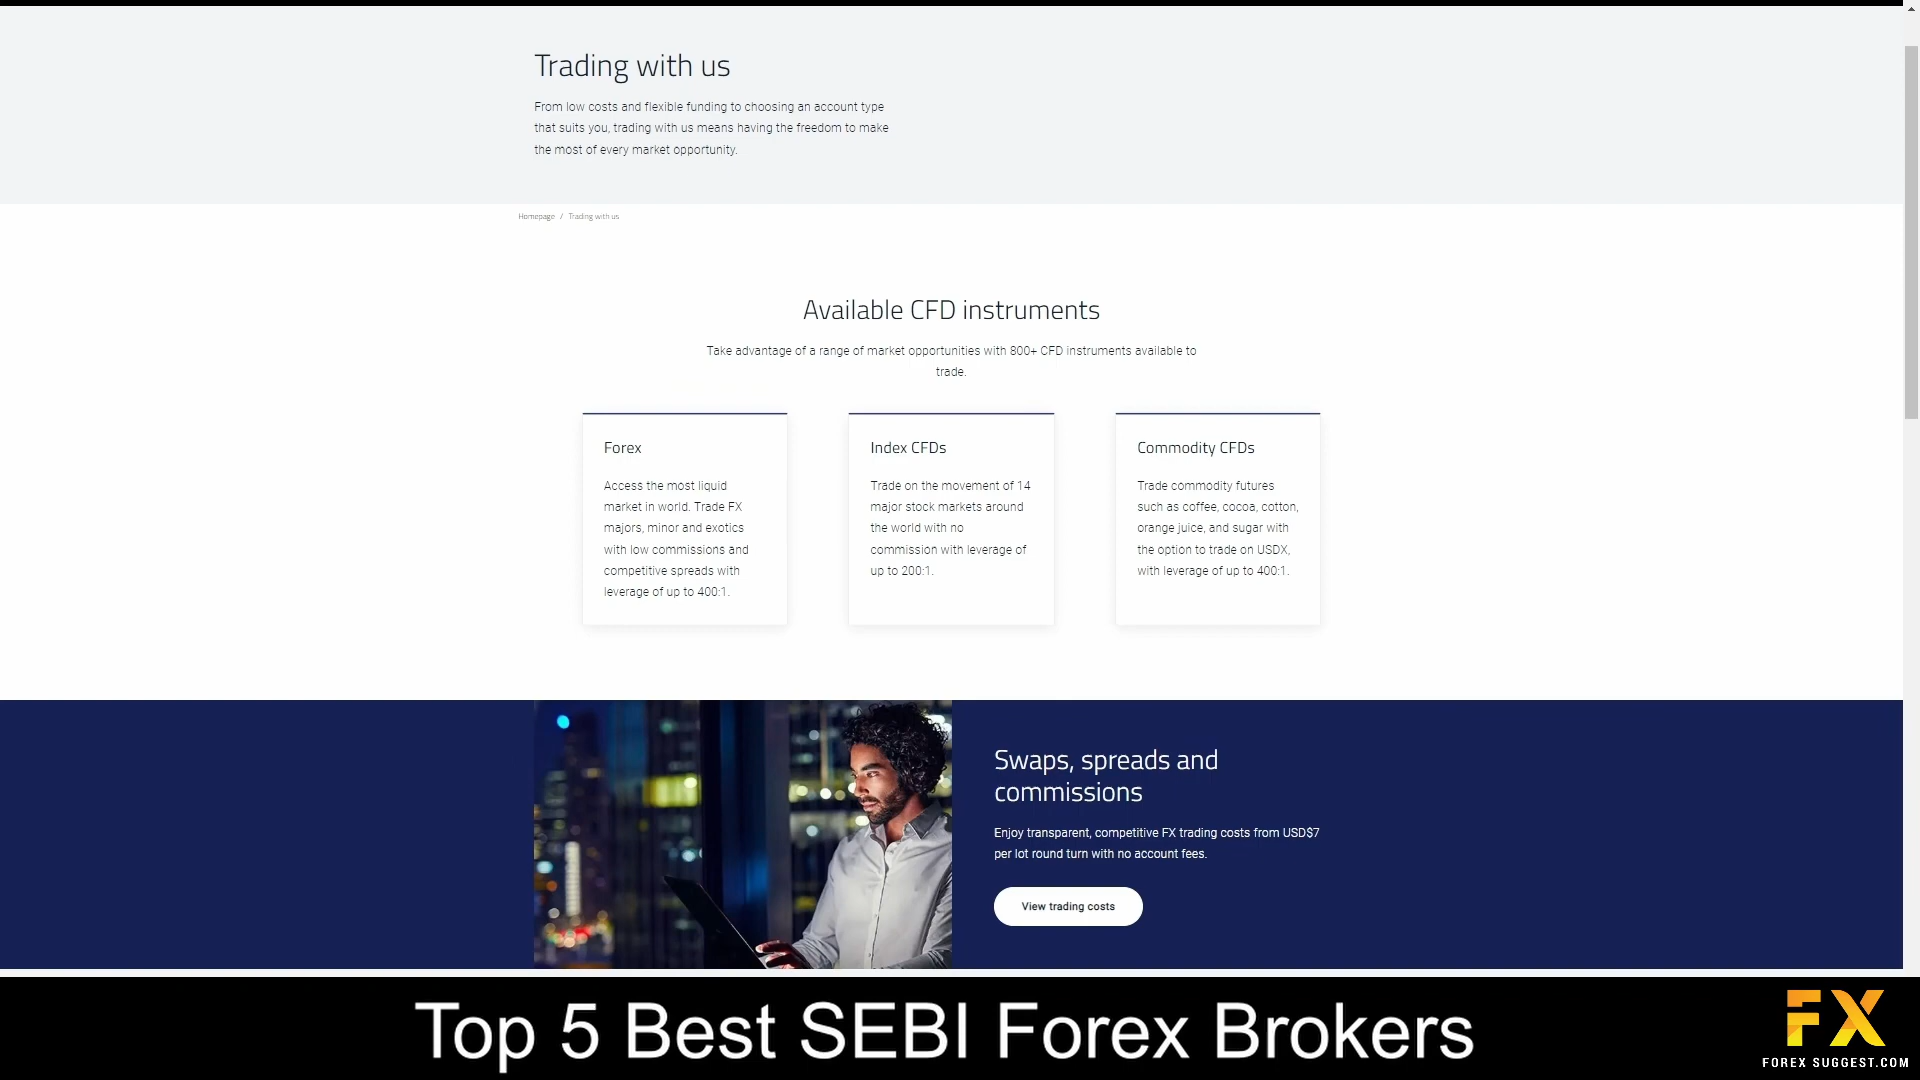 Trading with us
From low costs and flexible funding to choosing an account type
that suits you, trading with us means having the freedom to make
the most of every market opportunity.
Homepage / Trading with us
Available CFD instruments
Take advantage of a range of market opportunities with 800+ CFD instruments available to
trade.
Forex
Access the most liquid
market in world. Trade FX
majors, minor and exotics
with low commissions and
competitive spreads with
leverage of up to 400:1.
Index CFDs
Trade on the movement of 14
major stock markets around
the world with no
commission with leverage of
up to 200:1.
Commodity CFDs
Trade commodity futures
such as coffee, cocoa, cotton,
orange juice, and sugar with
the option to trade on USDX,
with leverage of up to 400:1.
Swaps, spreads and
commissions
Enjoy transparent, competitive FX trading costs from USD$7
per lot round turn with no account fees.
View trading costs
Top 5 Best SEBI Forex Brokers
FX
FOREX SUGGEST.COM